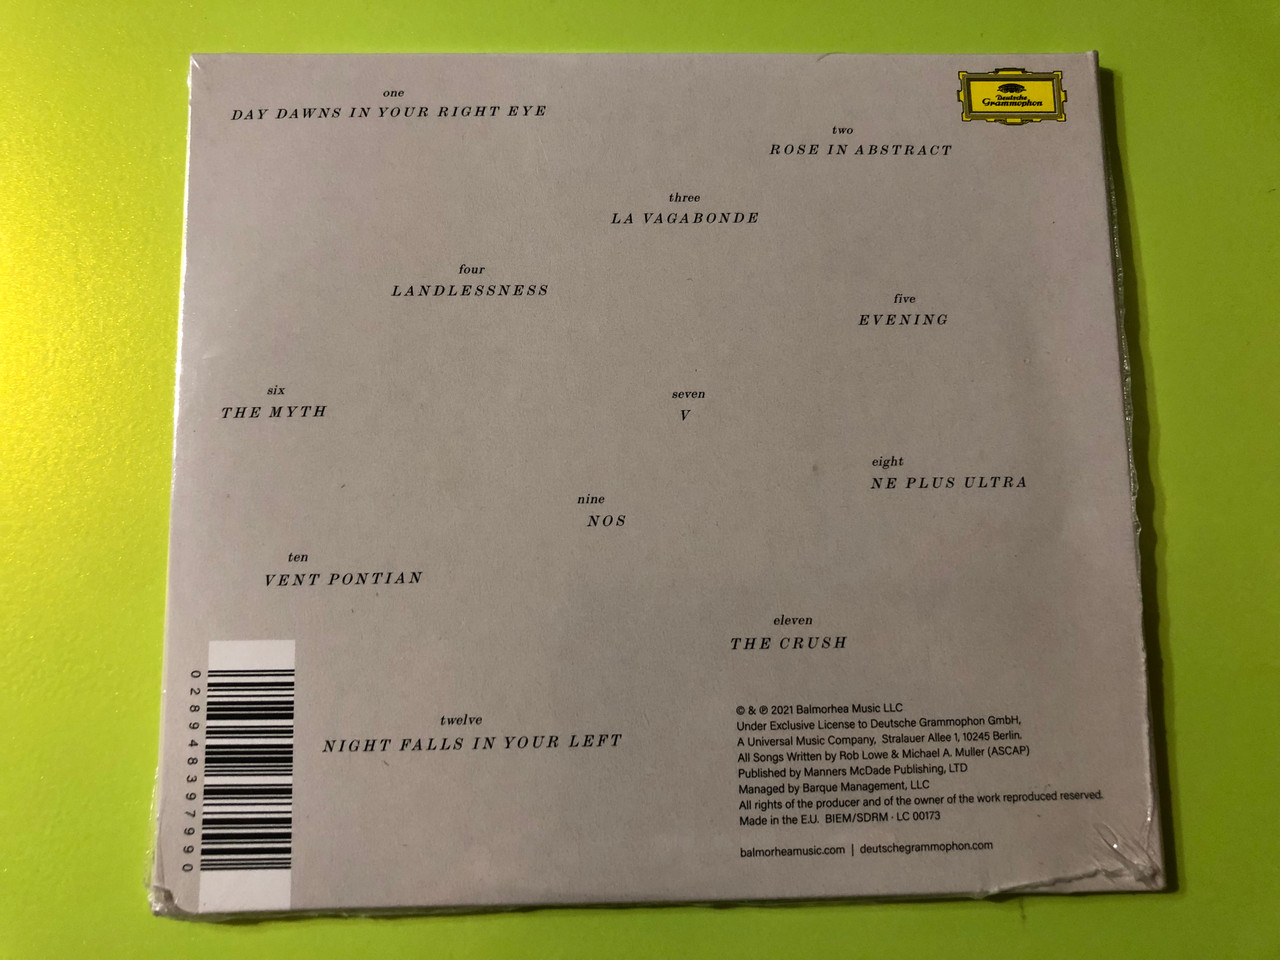 one
DAY DAWNS IN YOUR RIGHT EYE
Deutsche
Grammophon
two
ROSE IN ABSTRACT
three
LA VAGABONDE
four
LANDLESSNESS
five
EVENING
six
THE MYTH
seven
V
eight
NE PLUS ULTRA
nine
NOS
ten
VENT PONTIAN
eleven
THE CRUSH
twelve
NIGHT FALLS IN YOUR LEFT
028948397990
© & ℗ 2021 Balmorhea Music LLC
Under Exclusive License to Deutsche Grammophon GmbH,
A Universal Music Company, Stralauer Allee 1, 10245 Berlin.
All Songs Written by Rob Lowe & Michael A. Muller (ASCAP)
Published by Manners McDade Publishing, LTD
Managed by Barque Management, LLC
All rights of the producer and of the owner of the work reproduced reserved.
Made in the E.U. BIEM/SDRM · LC 00173
balmorheamusic.com | deutschegrammophon.com